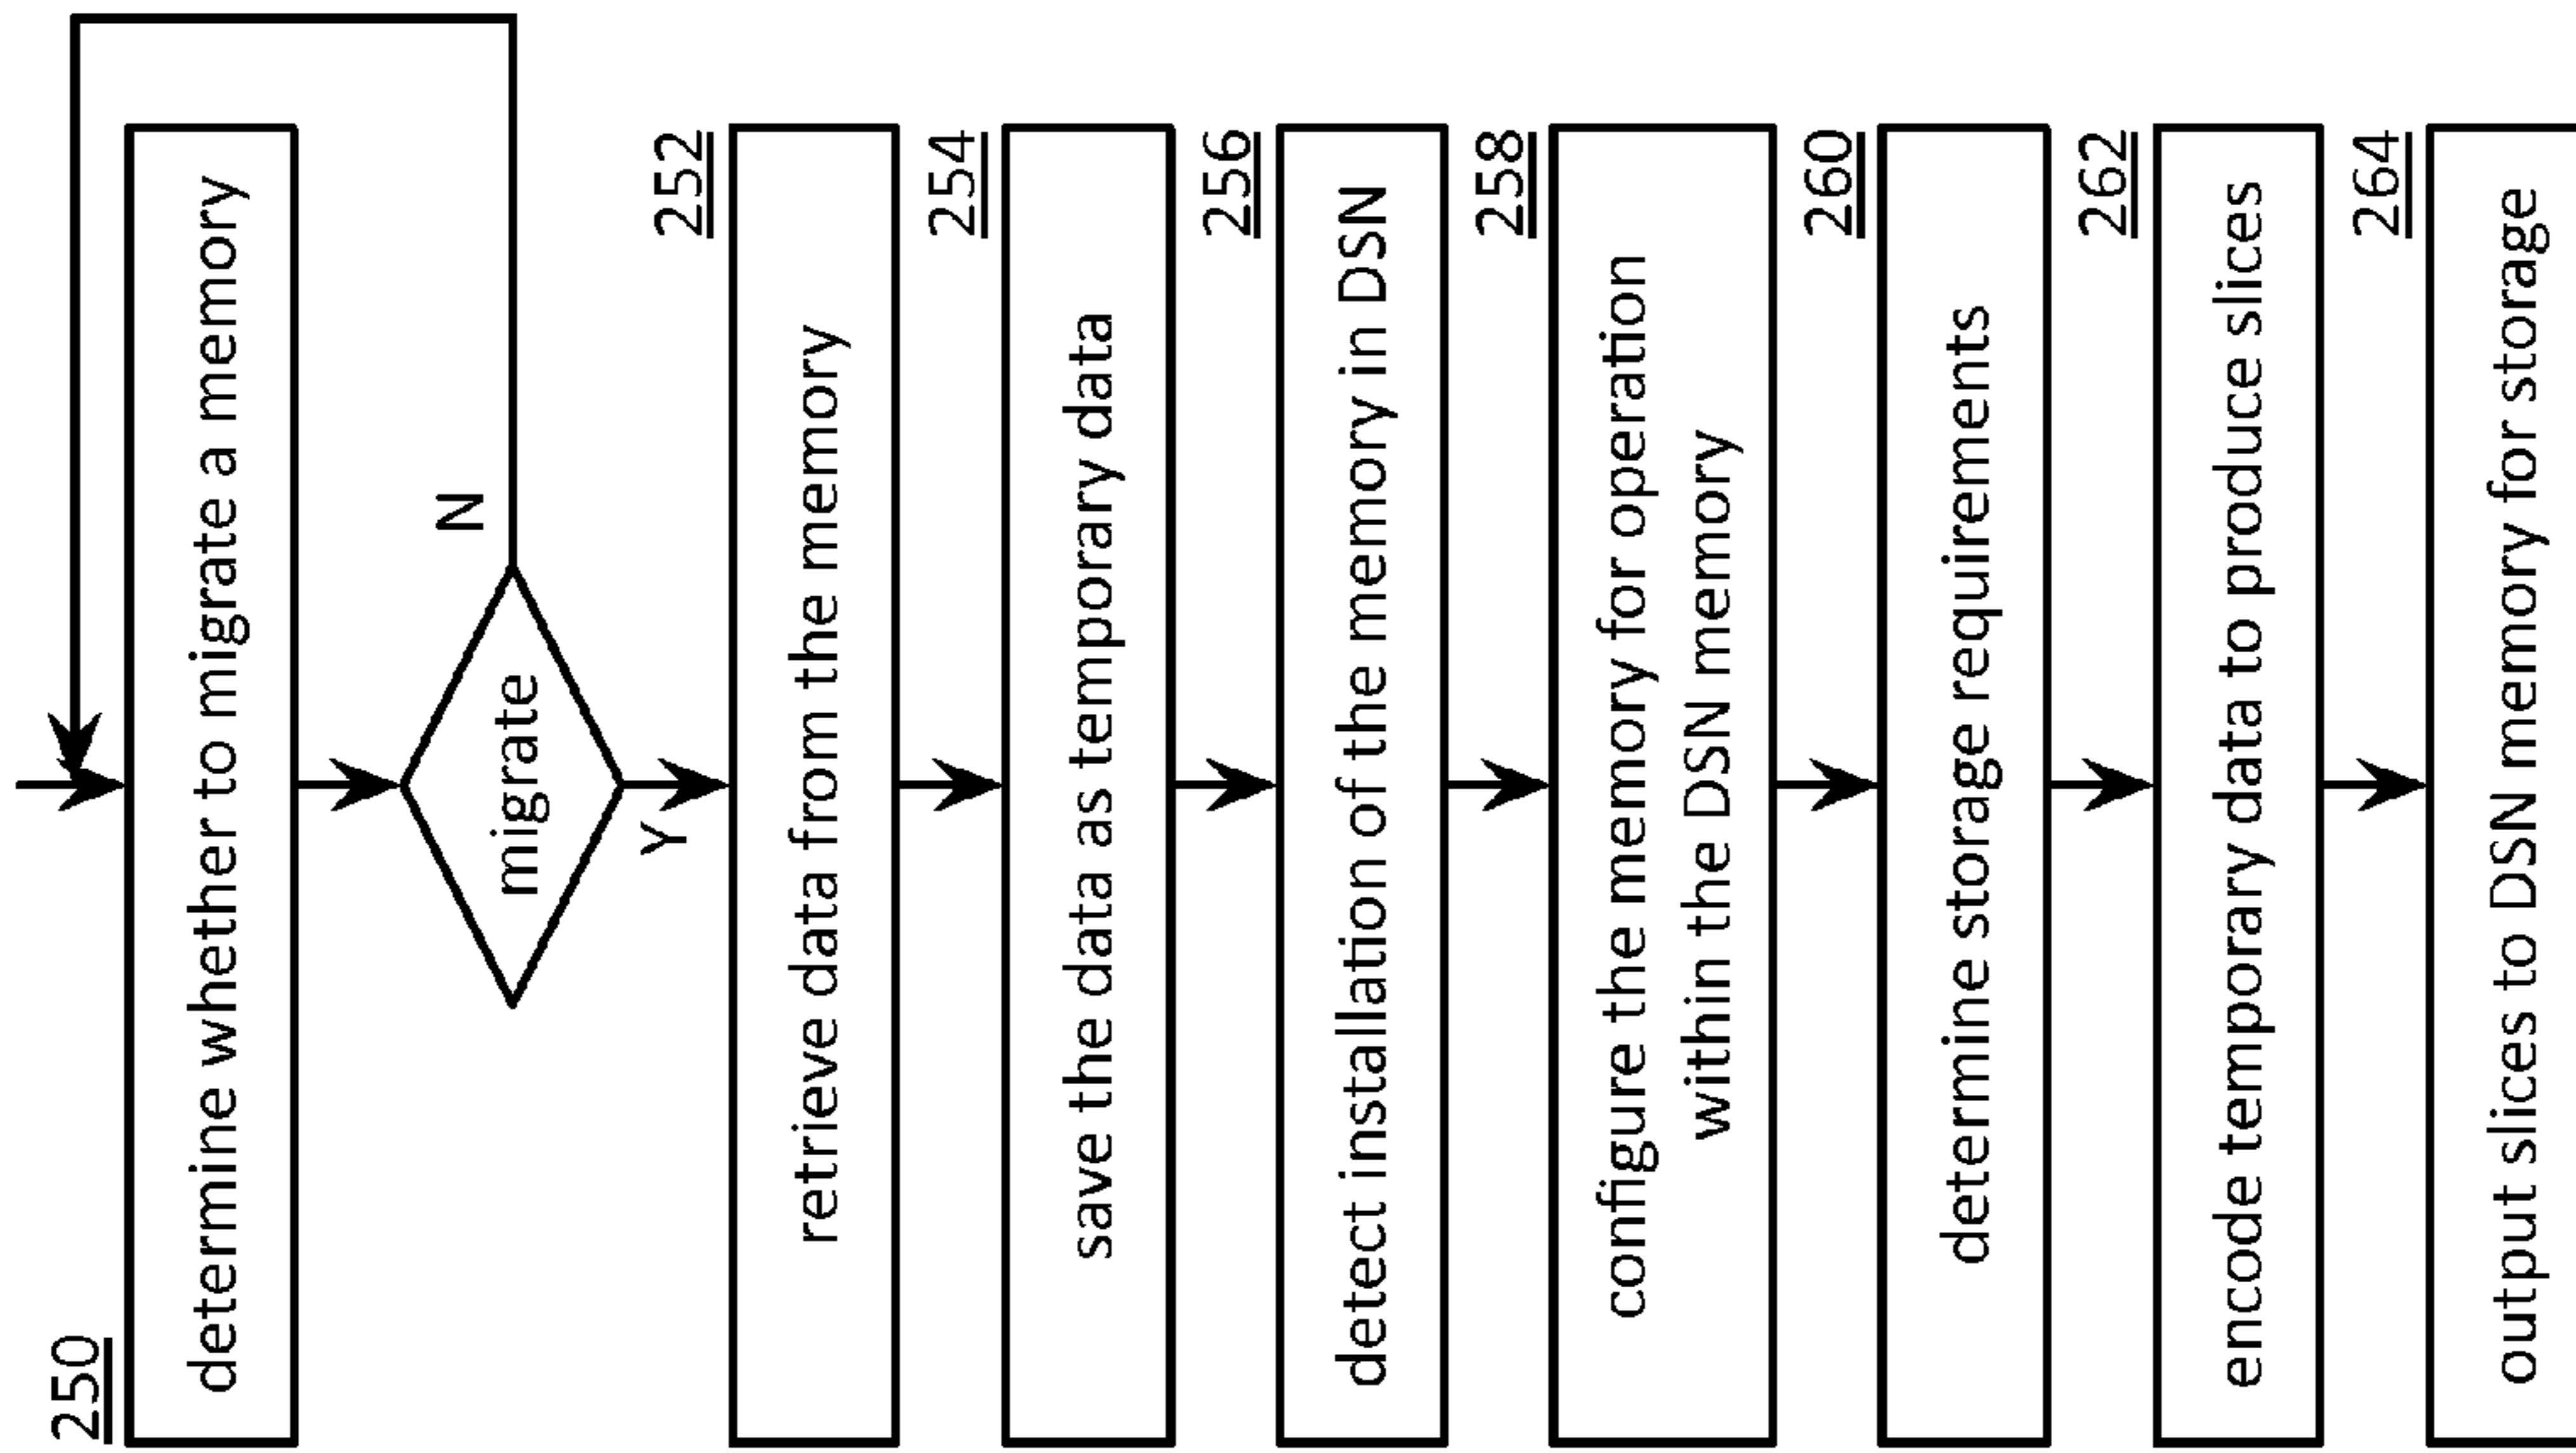 250
determine whether to migrate a memory
migrate
N
Y
252
retrieve data from the memory
254
save the data as temporary data
256
detect installation of the memory in DSN
258
configure the memory for operation
within the DSN memory
260
determine storage requirements
262
encode temporary data to produce slices
264
output slices to DSN memory for storage